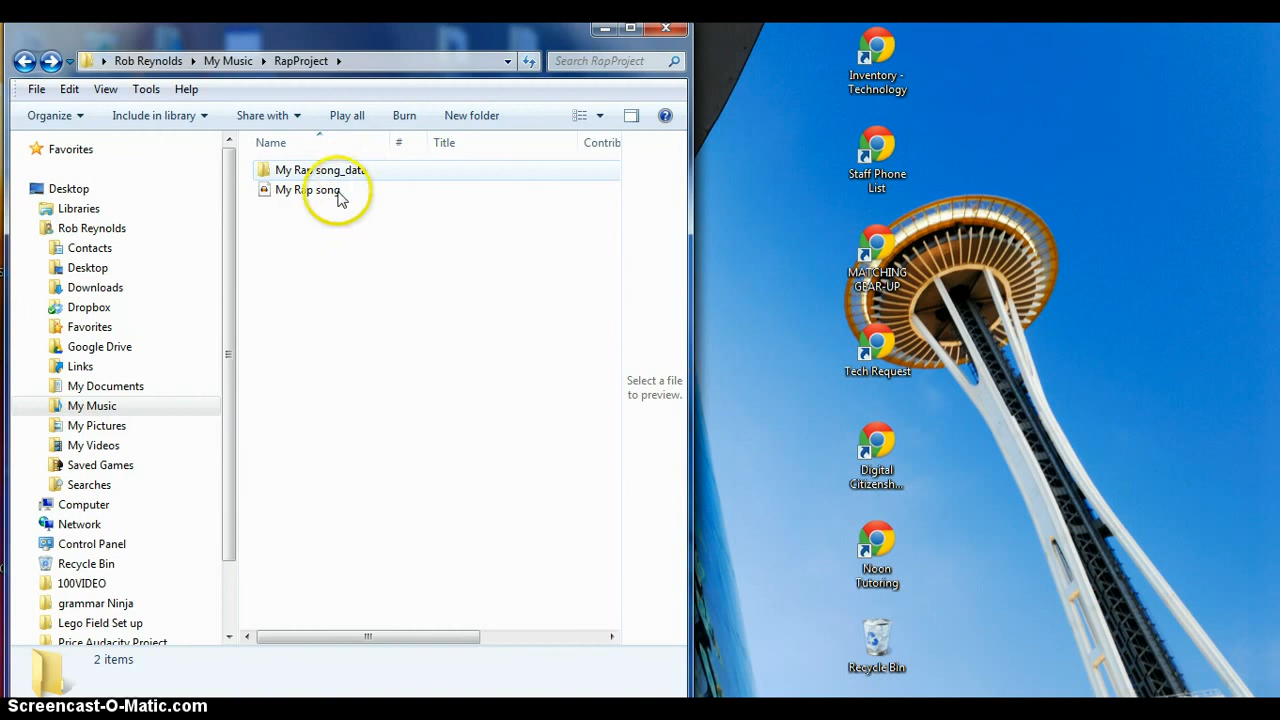 Rob Reynolds My Music RapProject
Search RapProject
File Edit View Tools Help
Organize Include in library Share with Play all Burn New folder
Name # Title Contrib
My Rap song_data
My Rap song
Select a file
to preview.
Favorites
Desktop
Libraries
Rob Reynolds
Contacts
Desktop
Downloads
Dropbox
Favorites
Google Drive
Links
My Documents
My Music
My Pictures
My Videos
Saved Games
Searches
Computer
Network
Control Panel
Recycle Bin
100VIDEO
grammar Ninja
Lego Field Set up
Price Audacity Project
2 items
Inventory -
Technology
Staff Phone
List
MATCHING
GEAR-UP
Tech Request
Digital
Citizensh...
Noon
Tutoring
Recycle Bin
Screencast-O-Matic.com